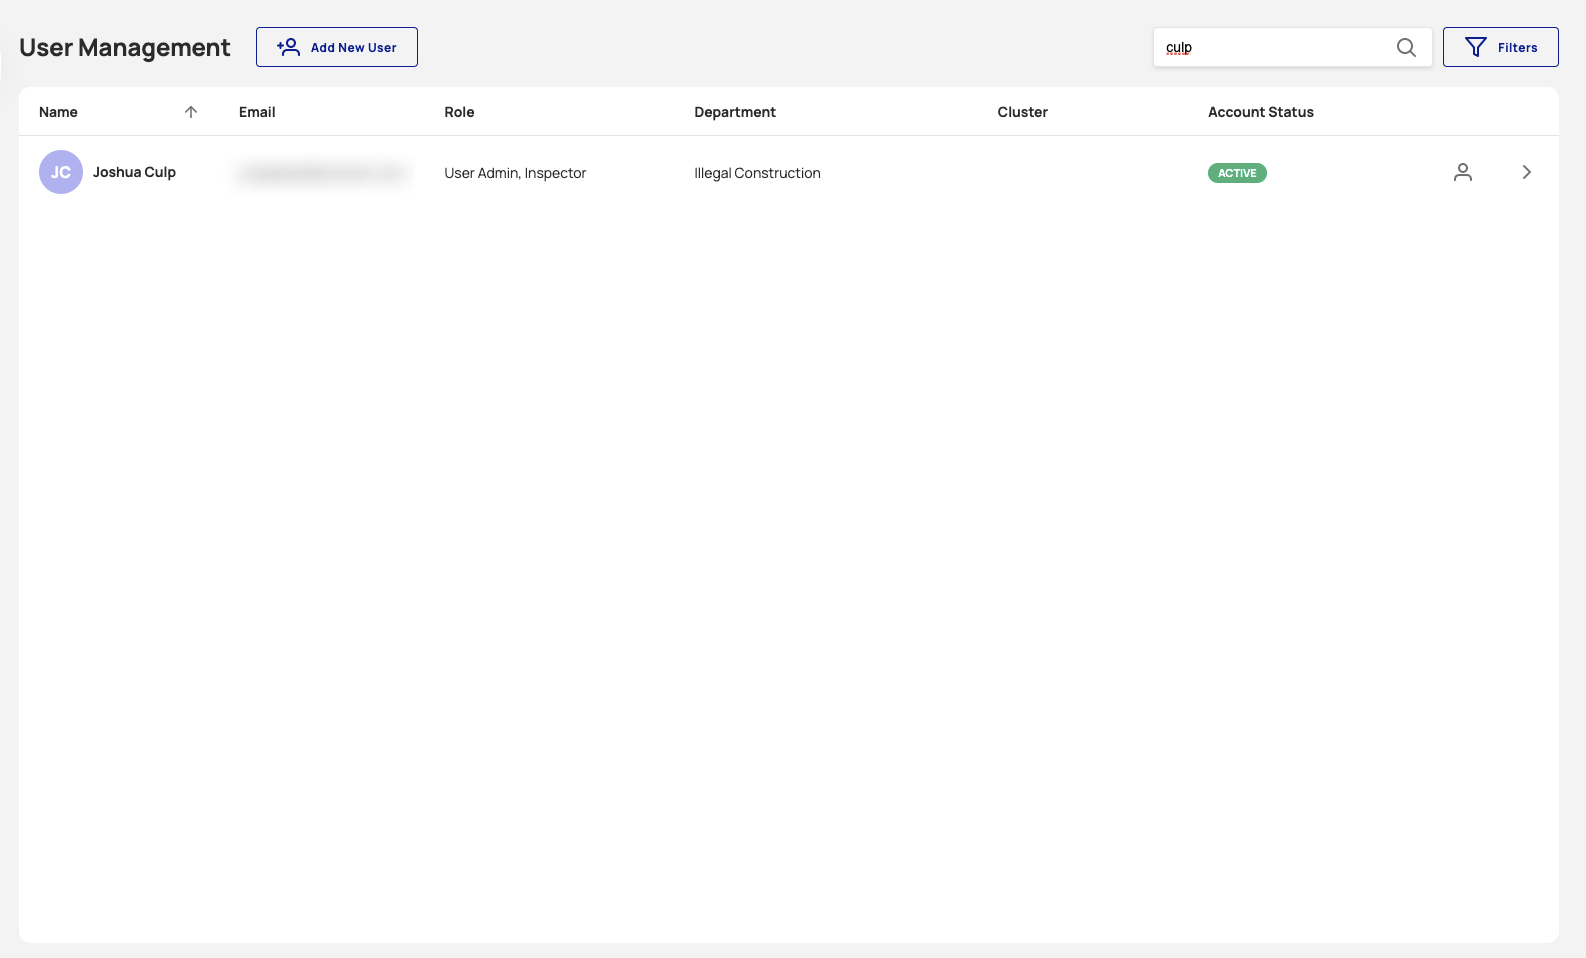 User Management
Add New User
culp
Filters
Name Email Role Department Cluster Account Status
JC Joshua Culp User Admin, Inspector Illegal Construction ACTIVE